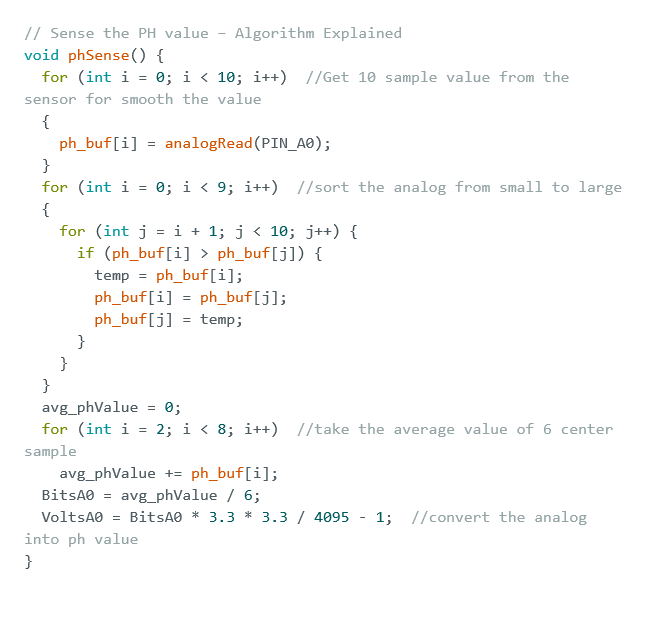 // Sense the PH value – Algorithm Explained
void phSense() {
  for (int i = 0; i < 10; i++)  //Get 10 sample value from the
sensor for smooth the value
  {
    ph_buf[i] = analogRead(PIN_A0);
  }
  for (int i = 0; i < 9; i++)  //sort the analog from small to large
  {
    for (int j = i + 1; j < 10; j++) {
      if (ph_buf[i] > ph_buf[j]) {
        temp = ph_buf[i];
        ph_buf[i] = ph_buf[j];
        ph_buf[j] = temp;
      }
    }
  }
  avg_phValue = 0;
  for (int i = 2; i < 8; i++)  //take the average value of 6 center
sample
    avg_phValue += ph_buf[i];
  BitsA0 = avg_phValue / 6;
  VoltsA0 = BitsA0 * 3.3 * 3.3 / 4095 - 1;  //convert the analog
into ph value
}